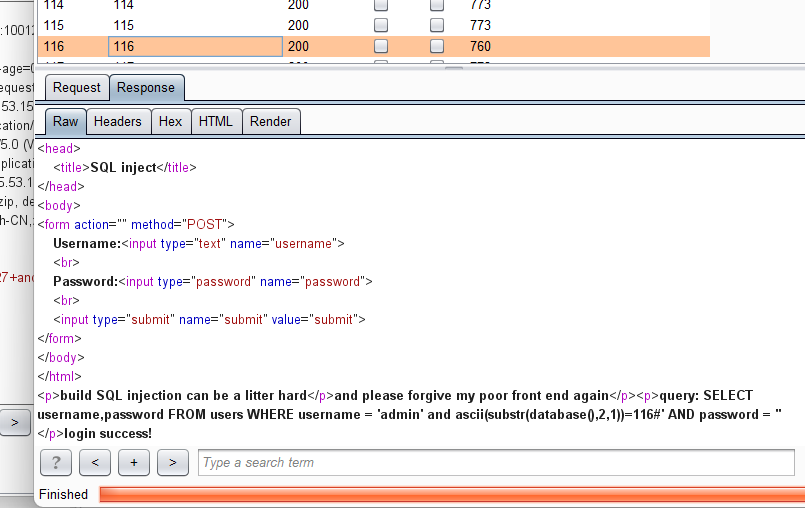 114 114 200 773
:10012
115 115 200 773
116 116 200 760
-age=0
equest
Request Response
53.15
Raw Headers Hex HTML Render
cation/
5.0 (V
<head>
plicati
<title>SQL inject</title>
5.53.1
</head>
zip, de
<body>
h-CN,
<form action="" method="POST">
Username:<input type="text" name="username">
<br>
27+and
Password:<input type="password" name="password">
<br>
<input type="submit" name="submit" value="submit">
</form>
</body>
</html>
<p>build SQL injection can be a litter hard</p>and please forgive my poor front end again</p><p>query: SELECT
username,password FROM users WHERE username = 'admin' and ascii(substr(database(),2,1))=116#' AND password = ''
</p>login success!
>
? < + > Type a search term
Finished